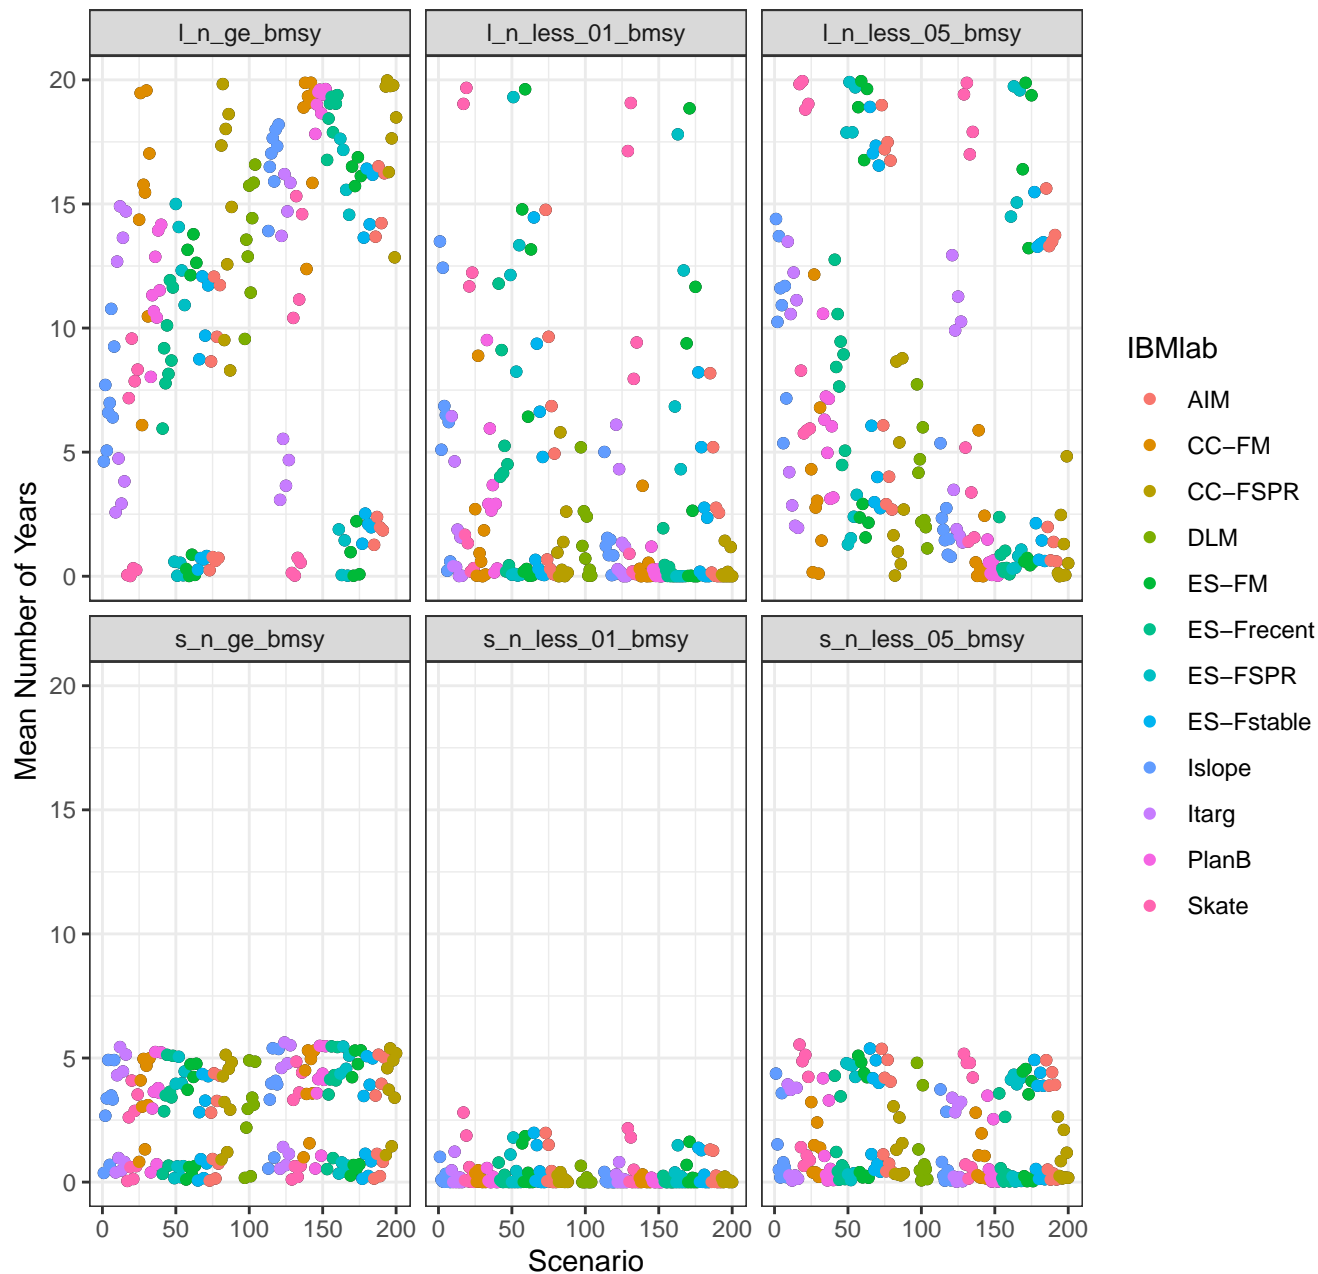 l_n_ge_bmsy
l_n_less_01_bmsy
l_n_less_05_bmsy
20
15
10
5
0
s_n_ge_bmsy
s_n_less_01_bmsy
s_n_less_05_bmsy
20
15
10
5
0
Mean Number of Years
0 50 100 150 200
0 50 100 150 200
0 50 100 150 200
Scenario
IBMlab
AIM
CC−FM
CC−FSPR
DLM
ES−FM
ES−Frecent
ES−FSPR
ES−Fstable
Islope
Itarg
PlanB
Skate